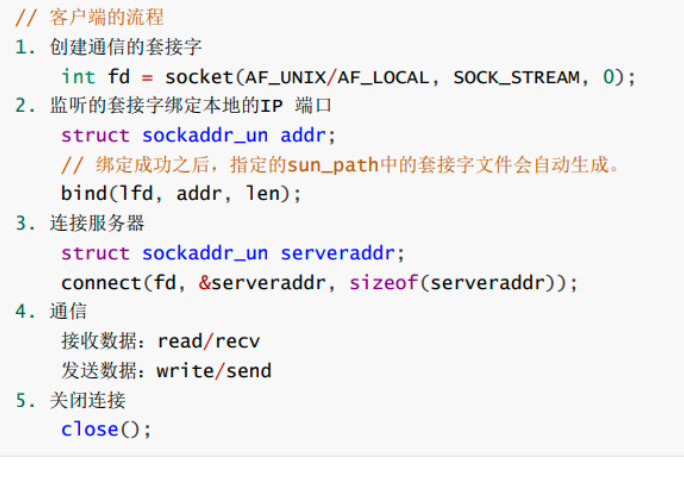 // 客户端的流程
1. 创建通信的套接字
int fd = socket(AF_UNIX/AF_LOCAL, SOCK_STREAM, 0);
2. 监听的套接字绑定本地的IP 端口
struct sockaddr_un addr;
// 绑定成功之后，指定的sun_path中的套接字文件会自动生成。
bind(lfd, addr, len);
3. 连接服务器
struct sockaddr_un serveraddr;
connect(fd, &serveraddr, sizeof(serveraddr));
4. 通信
接收数据：read/recv
发送数据：write/send
5. 关闭连接
close();